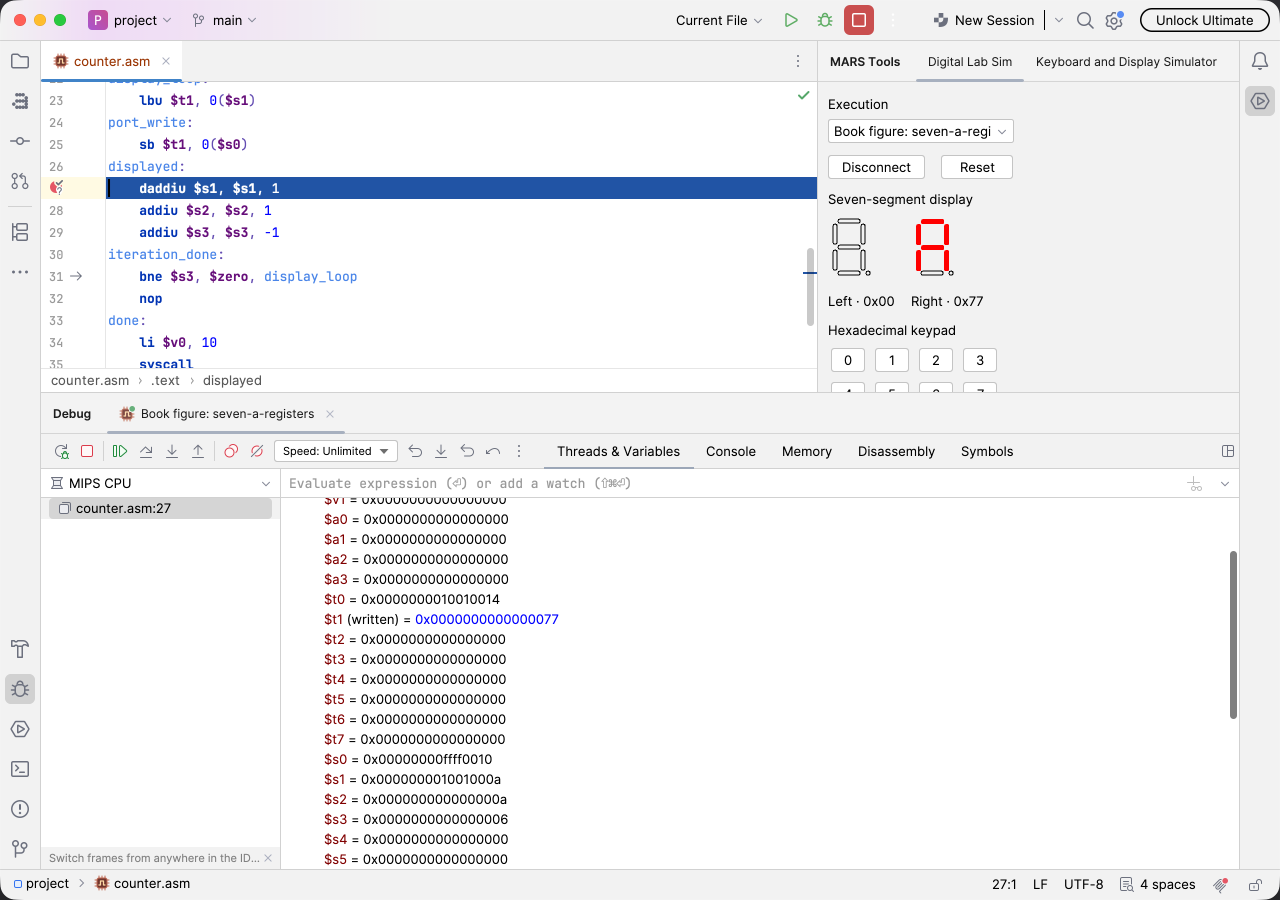 P project main Current File New Session Unlock Ultimate
counter.asm
MARS Tools Digital Lab Sim Keyboard and Display Simulator
23 lbu $t1, 0($s1)
24 port_write:
25 sb $t1, 0($s0)
26 displayed:
daddiu $s1, $s1, 1
28 addiu $s2, $s2, 1
29 addiu $s3, $s3, -1
30 iteration_done:
31 bne $s3, $zero, display_loop
32 nop
33 done:
34 li $v0, 10
35 syscall
counter.asm › .text › displayed
Execution
Book figure: seven-a-regi
Disconnect Reset
Seven-segment display
Left · 0x00 Right · 0x77
Hexadecimal keypad
0 1 2 3
Debug Book figure: seven-a-registers
Speed: Unlimited Threads & Variables Console Memory Disassembly Symbols
MIPS CPU
counter.asm:27
Evaluate expression (⏎) or add a watch (⇧⌘⏎)
$v1 = 0x0000000000000000
$a0 = 0x0000000000000000
$a1 = 0x0000000000000000
$a2 = 0x0000000000000000
$a3 = 0x0000000000000000
$t0 = 0x0000000010010014
$t1 (written) = 0x0000000000000077
$t2 = 0x0000000000000000
$t3 = 0x0000000000000000
$t4 = 0x0000000000000000
$t5 = 0x0000000000000000
$t6 = 0x0000000000000000
$t7 = 0x0000000000000000
$s0 = 0x00000000ffff0010
$s1 = 0x000000001001000a
$s2 = 0x000000000000000a
$s3 = 0x0000000000000006
$s4 = 0x0000000000000000
$s5 = 0x0000000000000000
Switch frames from anywhere in the ID...
project › counter.asm 27:1 LF UTF-8 4 spaces